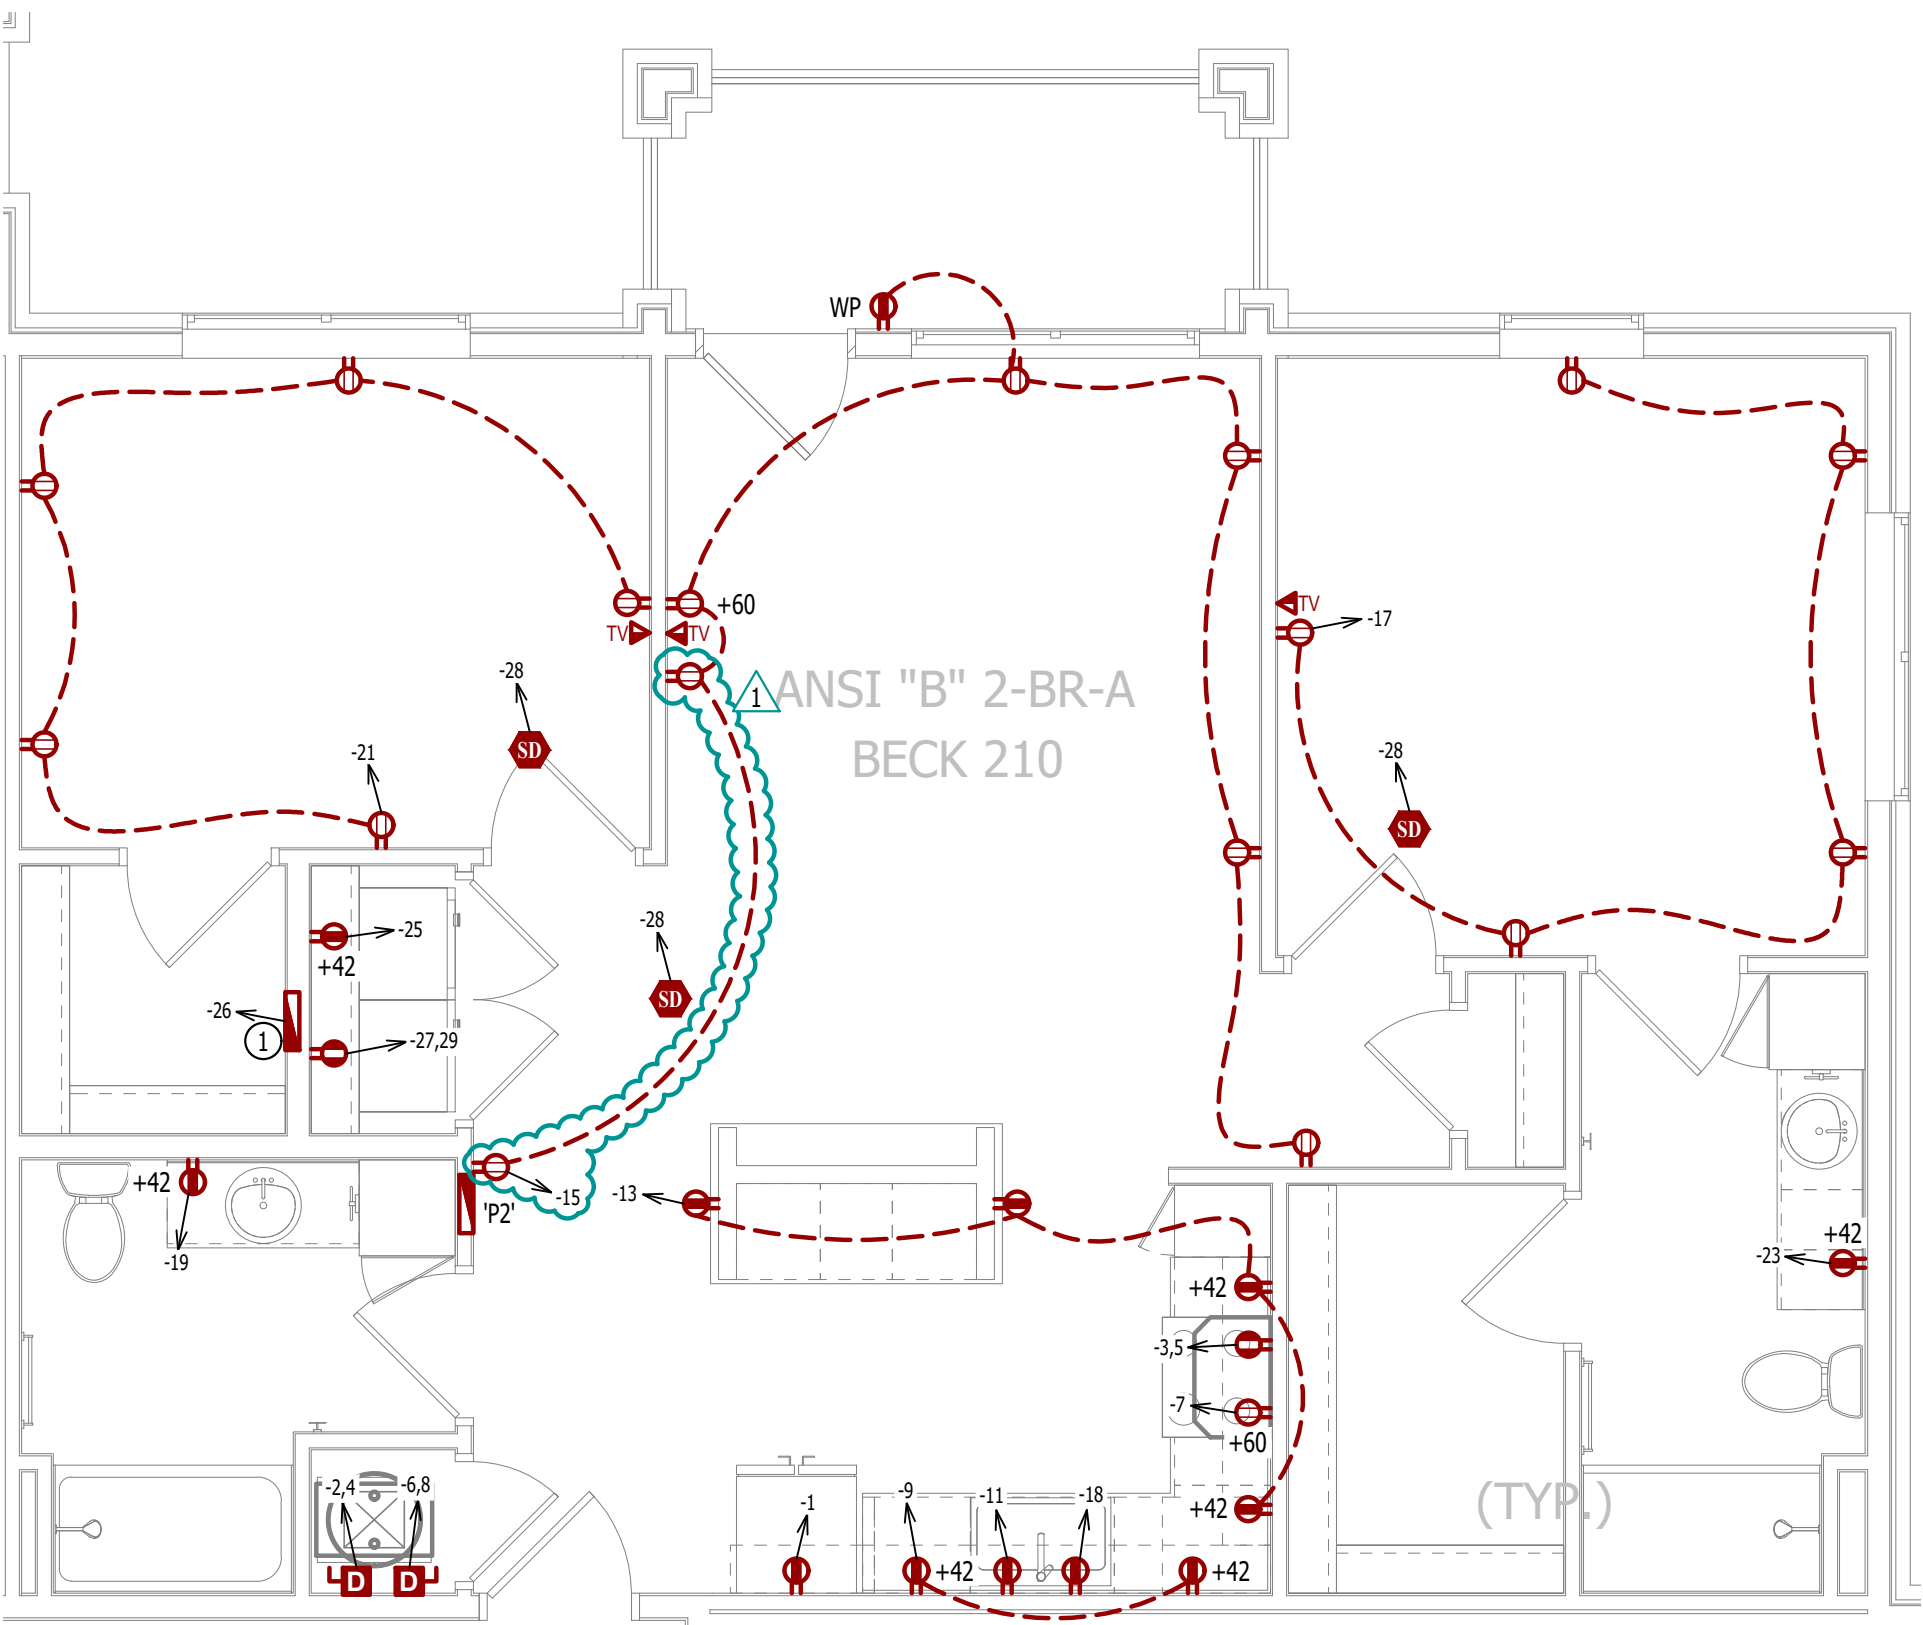 WP
+60
TV
TV
TV
-17
-28
1
ANSI "B" 2-BR-A
BECK 210
SD
-21
-28
SD
-25
+42
-28
SD
-26
1
-27,29
+42
-19
'P2'
-15
-13
+42
-23
+42
-3,5
-7
+60
-2,4
-6,8
-1
-9
-11
-18
+42
(TYP.)
D
D
+42
+42